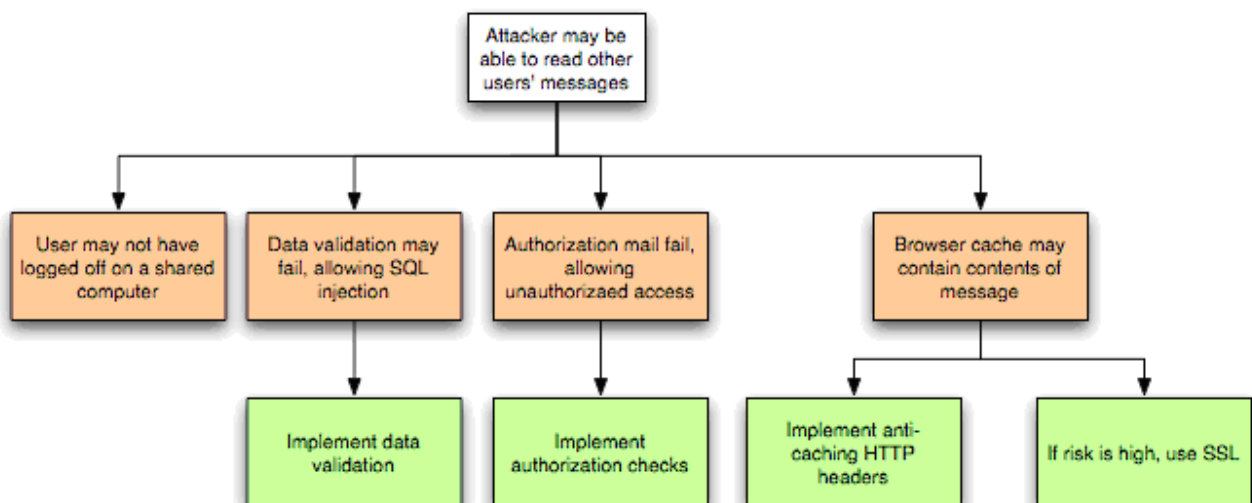 Attacker may be
able to read other
users' messages
User may not have
logged off on a shared
computer
Data validation may
fail, allowing SQL
injection
Authorization mail fail,
allowing
unauthorizaed access
Browser cache may
contain contents of
message
Implement data
validation
Implement
authorization checks
Implement anti-
caching HTTP
headers
If risk is high, use SSL